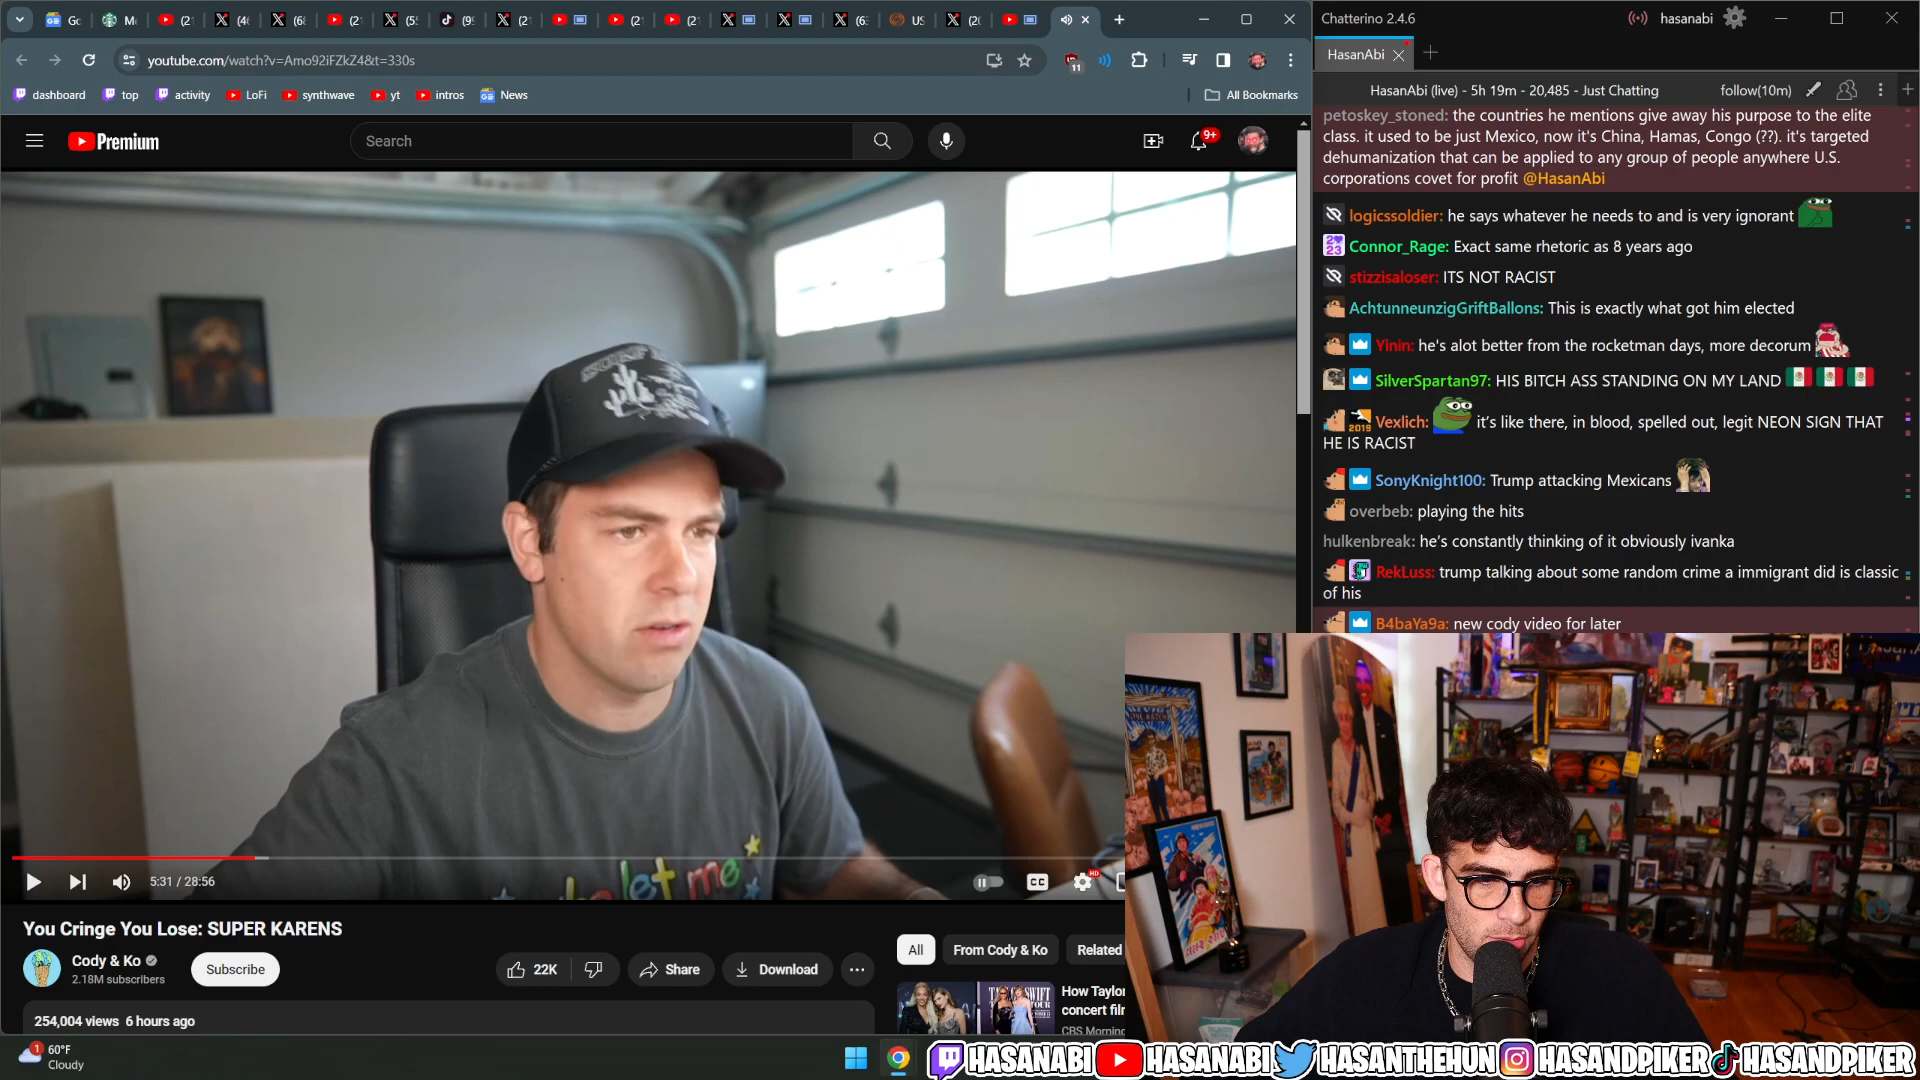 youtube.com/watch?v=Amo92iFZkZ4&t=330s
11
dashboard
top
activity
LoFi
synthwave
yt
intros
News
All Bookmarks
Premium
Search
9+
5:31 / 28:56
CC
HD
You Cringe You Lose: SUPER KARENS
Cody & Ko
2.18M subscribers
Subscribe
22K
Share
Download
254,004 views 6 hours ago
All
From Cody & Ko
Related
How Taylor
concert film
CBS Morning
1
60°F
Cloudy
Chatterino 2.4.6
hasanabi
HasanAbi
HasanAbi (live) - 5h 19m - 20,485 - Just Chatting
follow(10m)
petoskey_stoned: the countries he mentions give away his purpose to the elite
class. it used to be just Mexico, now it's China, Hamas, Congo (??). it's targeted
dehumanization that can be applied to any group of people anywhere U.S.
corporations covet for profit @HasanAbi
logicssoldier: he says whatever he needs to and is very ignorant
Connor_Rage: Exact same rhetoric as 8 years ago
stizzisaloser: ITS NOT RACIST
AchtunneunzigGriftBallons: This is exactly what got him elected
Yinin: he's alot better from the rocketman days, more decorum
SilverSpartan97: HIS BITCH ASS STANDING ON MY LAND
2019 Vexlich: it's like there, in blood, spelled out, legit NEON SIGN THAT
HE IS RACIST
SonyKnight100: Trump attacking Mexicans
overbeb: playing the hits
hulkenbreak: he's constantly thinking of it obviously ivanka
RekLuss: trump talking about some random crime a immigrant did is classic
of his
B4baYa9a: new cody video for later
HASANABI HASANABI HASANTHEHUN HASANDPIKER HASANDPIKER